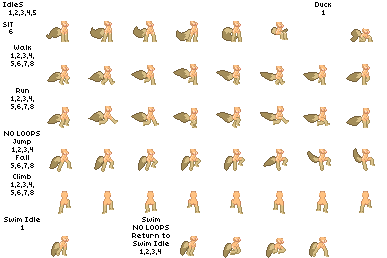 IdleS
1,2,3,4,5
Duck
1
SIT
6
Walk
1,2,3,4,
5,6,7,8
Run
1,2,3,4,
5,6,7,8
NO LOOPS
Jump
1,2,3,4
Fall
5,6,7,8
Climb
1,2,3,4,
5,6,7,8
Swim Idle
1
Swim
NO LOOPS
Return to
Swim Idle
1,2,3,4